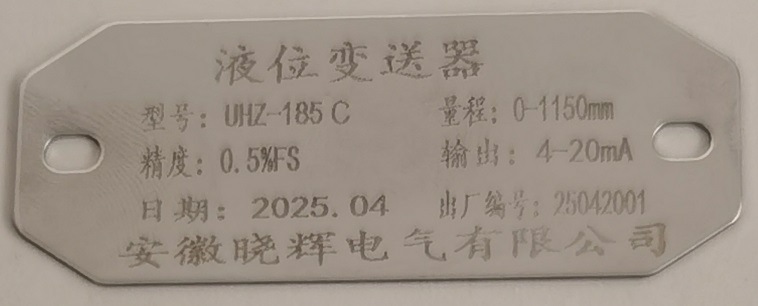 液位变送器
型号: UHZ-185 C 量程: 0-1150mm
精度: 0.5%FS 输出: 4-20mA
日期: 2025.04 出厂编号: 25042001
安徽晓辉电气有限公司